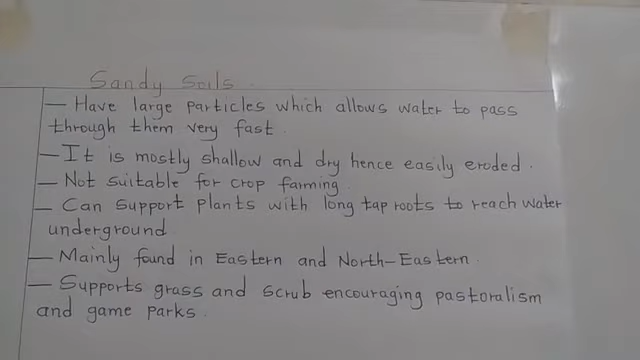 Sandy Soils.
— Have large particles which allows water to pass
through them very fast.
— It is mostly shallow and dry hence easily eroded.
— Not suitable for crop farming.
— Can support plants with long tap roots to reach water
underground.
— Mainly found in Eastern and North-Eastern.
— Supports grass and scrub encouraging pastoralism
and game parks.